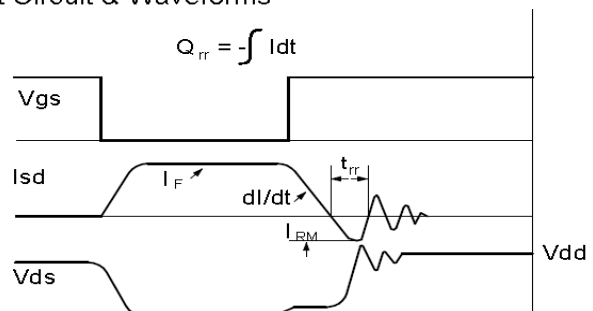 t Circuit & Waveforms
Q rr = -∫ Idt
Vgs
Isd
I F
dI/dt
t rr
I RM
Vdd
Vds